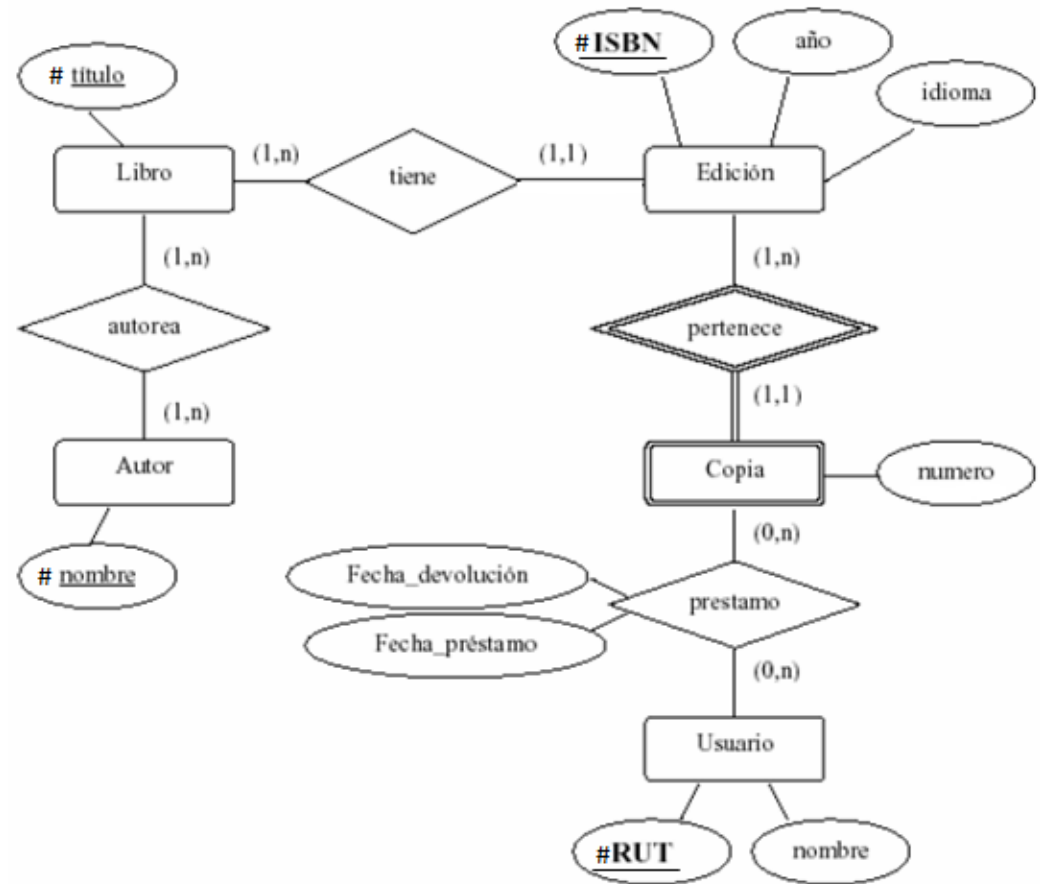 #ISBN
año
# título
idioma
Libro
(1,n)
tiene
(1,1)
Edición
(1,n)
(1,n)
autorea
pertenece
(1,n)
(1,1)
Autor
Copia
numero
(0,n)
# nombre
Fecha_devolución
prestamo
Fecha_préstamo
(0,n)
Usuario
#RUT
nombre